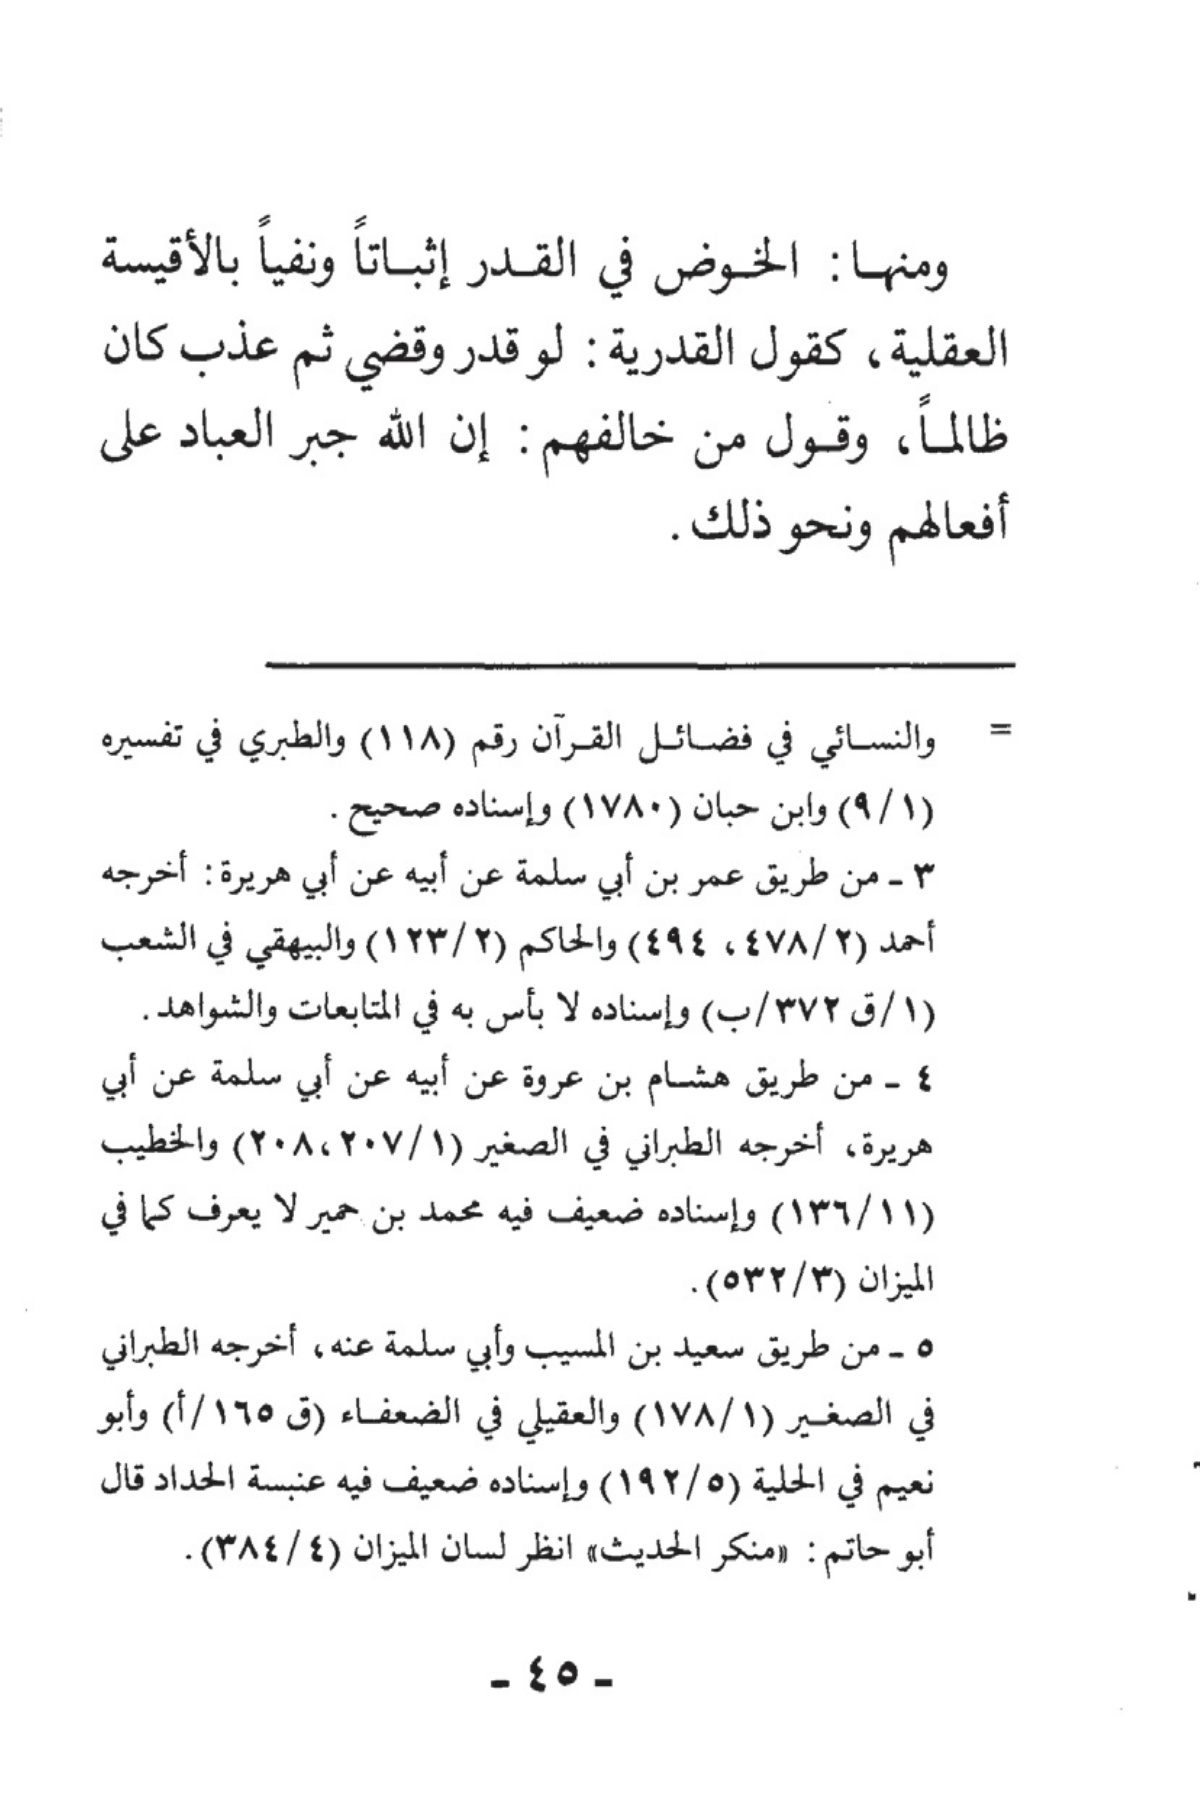 ومنها: الخوض في القدر إثباتاً ونفياً بالأقيسة
العقلية، كقول القدرية: لو قدر وقضي ثم عذب كان
ظالماً، وقول من خالفهم: إن الله جبر العباد على
أفعالهم ونحو ذلك.
= والنسائي في فضائل القرآن رقم (١١٨) والطبري في تفسيره
(٩/١) وابن حبان (١٧٨٠) وإسناده صحيح.
٣ ـ من طريق عمر بن أبي سلمة عن أبيه عن أبي هريرة: أخرجه
أحمد (٤٧٨/٢، ٤٩٤) والحاكم (١٢٣/٢) والبيهقي في الشعب
(١/ق ٣٧٢/ب) وإسناده لا بأس به في المتابعات والشواهد.
٤ ـ من طريق هشام بن عروة عن أبيه عن أبي سلمة عن أبي
هريرة، أخرجه الطبراني في الصغير (٢٠٧/١، ٢٠٨) والخطيب
(١٣٦/١١) وإسناده ضعيف فيه محمد بن حمير لا يعرف كما في
الميزان (٥٣٢/٣).
٥ ـ من طريق سعيد بن المسيب وأبي سلمة عنه، أخرجه الطبراني
في الصغير (١٧٨/١) والعقيلي في الضعفاء (ق ١٦٥/أ) وأبو
نعيم في الحلية (١٩٢/٥) وإسناده ضعيف فيه عنبسة الحداد قال
أبو حاتم: «منكر الحديث» انظر لسان الميزان (٣٨٤/٤).
ـ ٤٥ ـ